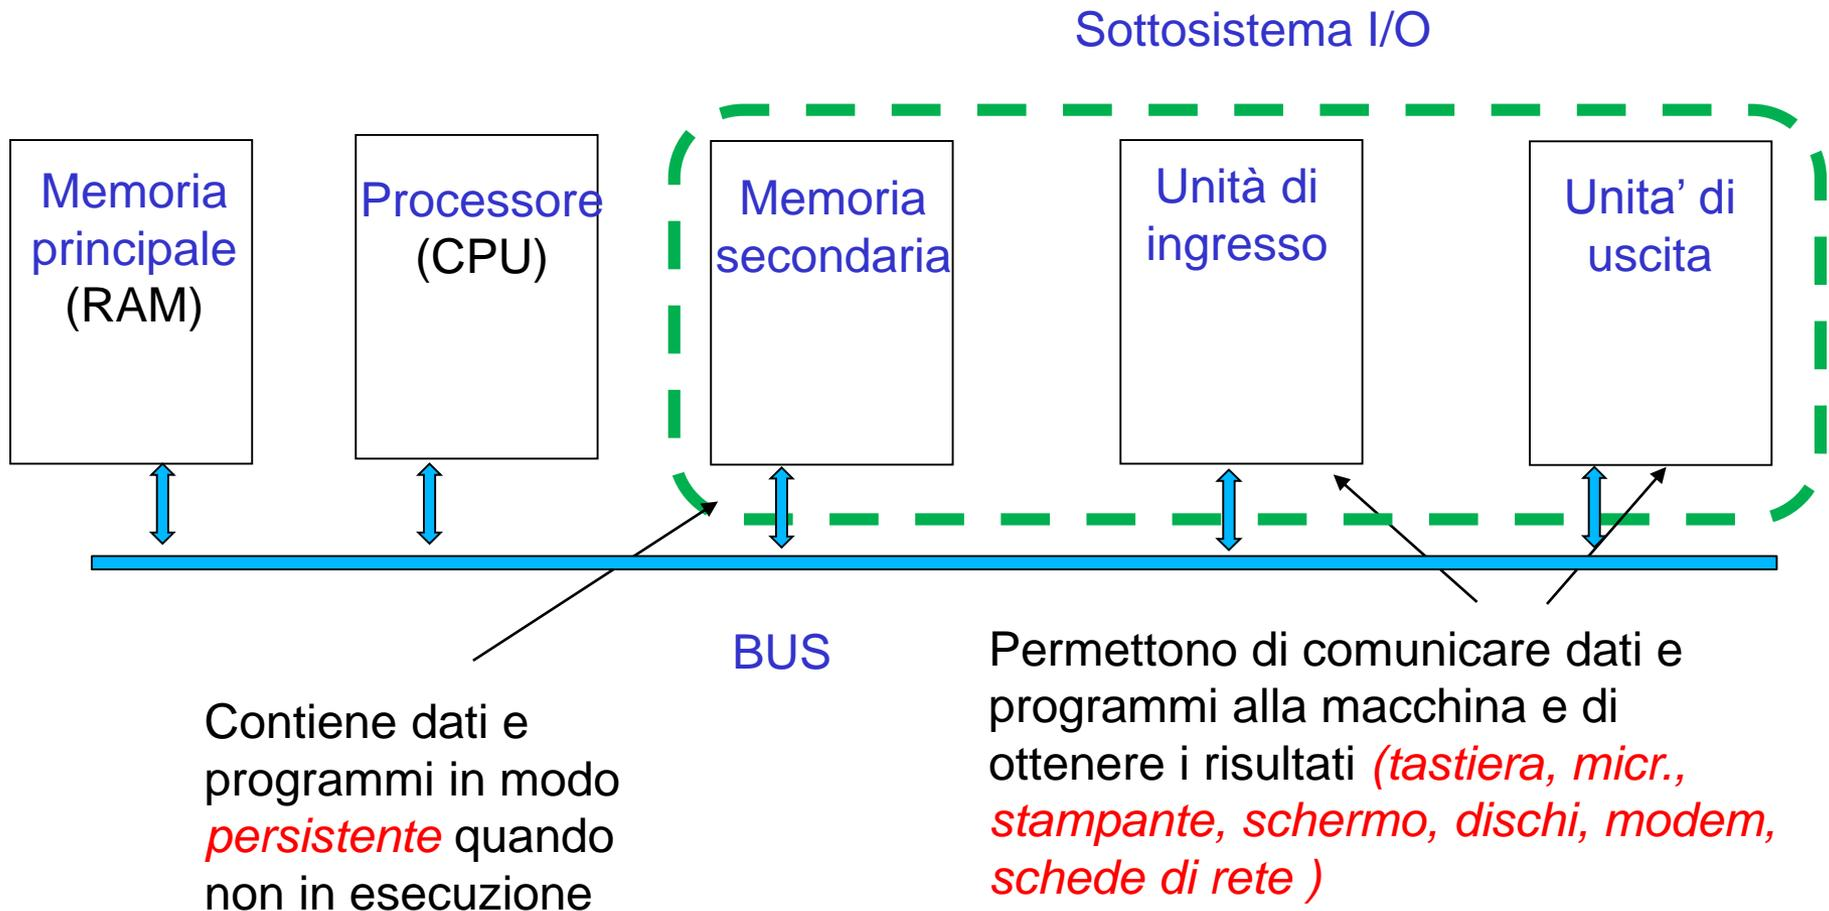 Sottosistema I/O
Memoria
principale
(RAM)
Processore
(CPU)
Memoria
secondaria
Unità di
ingresso
Unita’ di
uscita
BUS
Contiene dati e
programmi in modo
persistente quando
non in esecuzione
Permettono di comunicare dati e
programmi alla macchina e di
ottenere i risultati (tastiera, micr.,
stampante, schermo, dischi, modem,
schede di rete )